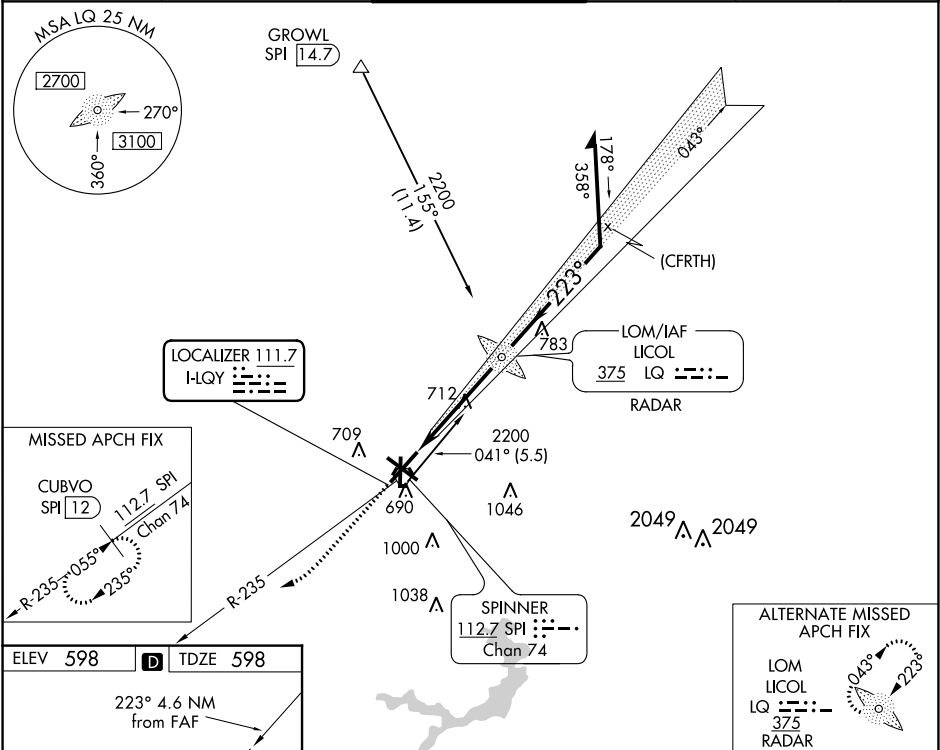 MSA LQ 25 NM
2700
270°
3100
360°
GROWL
SPI 14.7
2200
155°
(11.4)
178°
358°
043°
(CFRTH)
223°
783
LOM/IAF
LICOL
375 LQ
RADAR
LOCALIZER 111.7
I-LQY
712
709
2200
041° (5.5)
690
1046
2049
2049
1000
1038
MISSED APCH FIX
CUBVO
SPI 12
112.7 SPI
Chan 74
R-235
055°
235°
R-235
SPINNER
112.7 SPI
Chan 74
ELEV 598 D TDZE 598
223° 4.6 NM
from FAF
ALTERNATE MISSED
APCH FIX
LOM
LICOL
LQ
375
RADAR
043°
223°